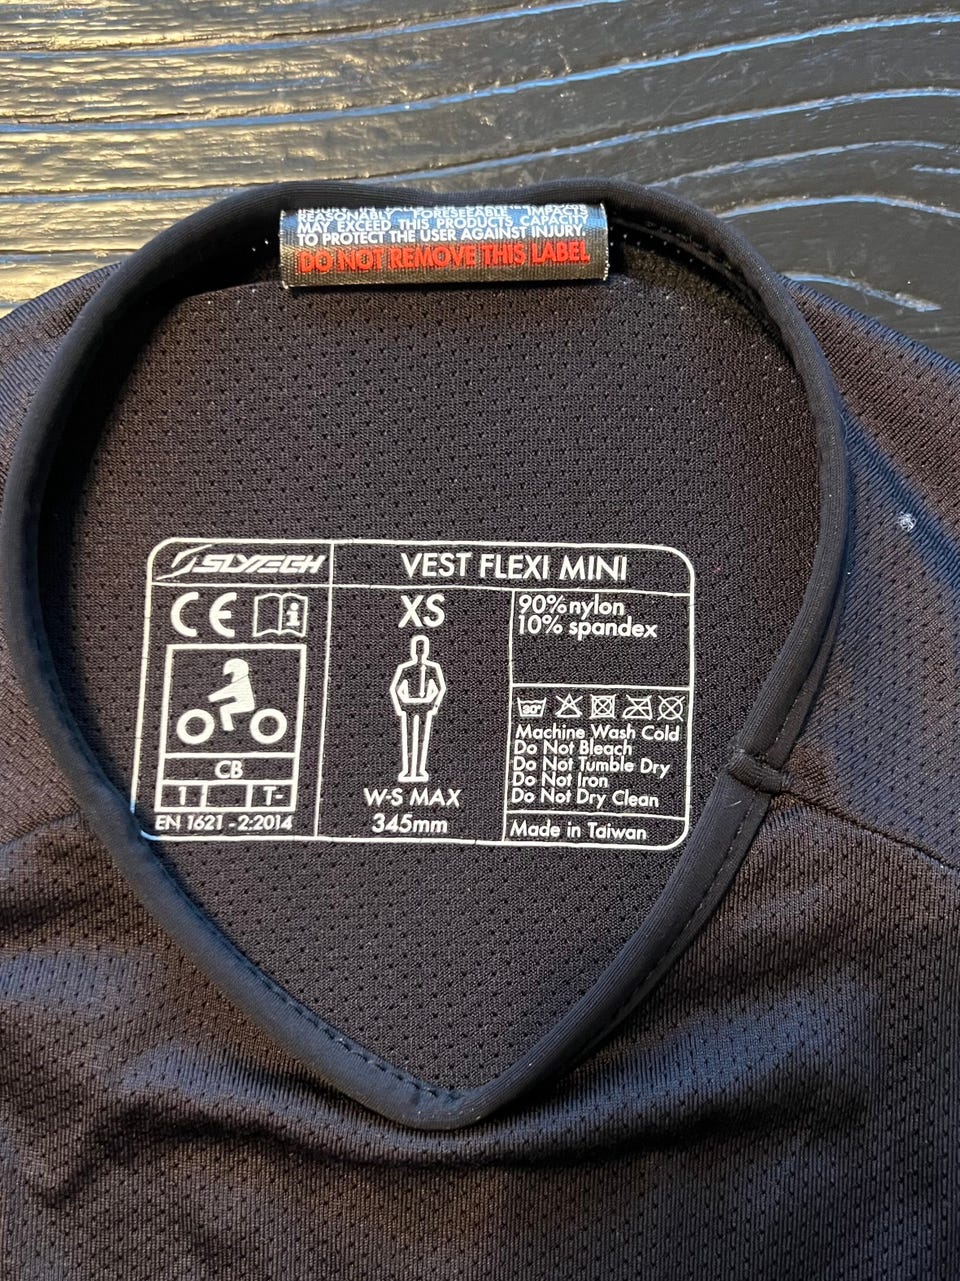 REASONABLY FORESEEABLE IMPACTS
MAY EXCEED THIS PRODUCTS CAPACITY
TO PROTECT THE USER AGAINST INJURY.
DO NOT REMOVE THIS LABEL
SLYTECH
VEST FLEXI MINI
CE
i
CB
1
T-
EN 1621 -2:2014
XS
W-S MAX
345mm
90% nylon
10% spandex
30°
Machine Wash Cold
Do Not Bleach
Do Not Tumble Dry
Do Not Iron
Do Not Dry Clean
Made in Taiwan